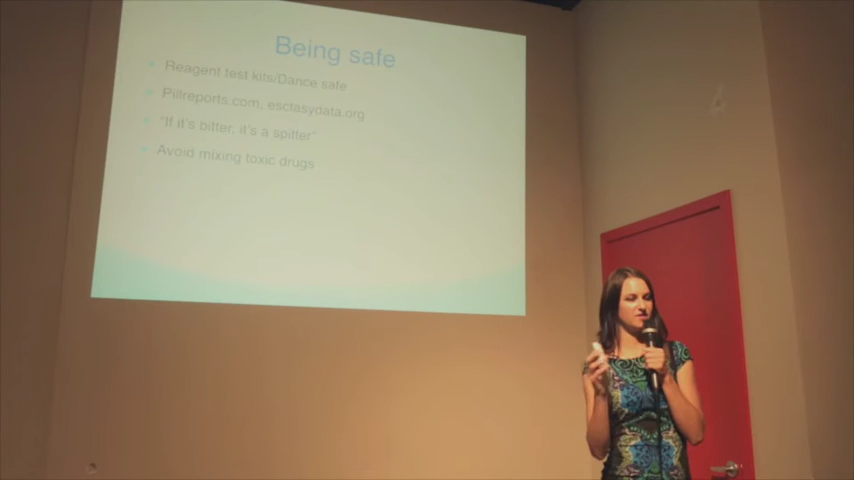 Being safe
Reagent test kits/Dance safe
Pillreports.com, esctasydata.org
"If it's bitter, it's a spitter"
Avoid mixing toxic drugs